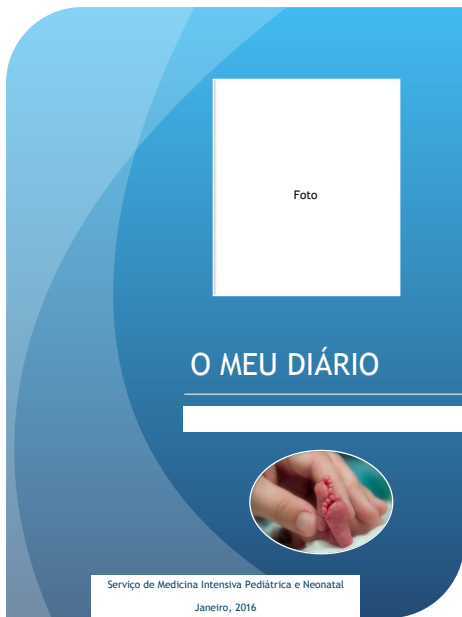 Foto
O MEU DIÁRIO
Serviço de Medicina Intensiva Pediátrica e Neonatal
Janeiro, 2016